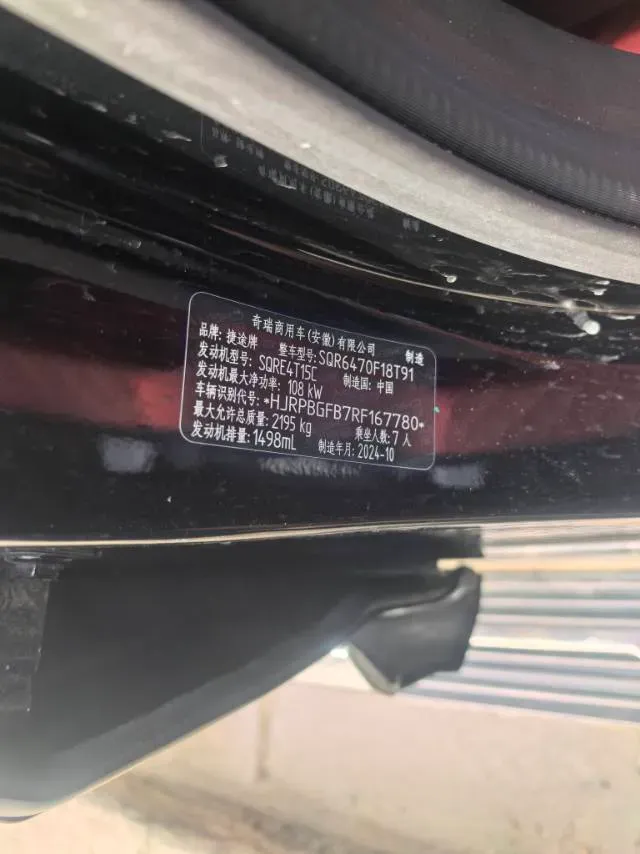 奇瑞商用车(安徽)有限公司 制造
品牌: 捷途牌 整车型号: SQR6470F18T91
发动机型号: SQRE4T15C 制造国: 中国
发动机最大净功率: 108 kW
车辆识别代号: *HJRPBGFB7RF167780*
最大允许总质量: 2195 kg 乘坐人数: 7 人
发动机排量: 1498mL 制造年月: 2024-10